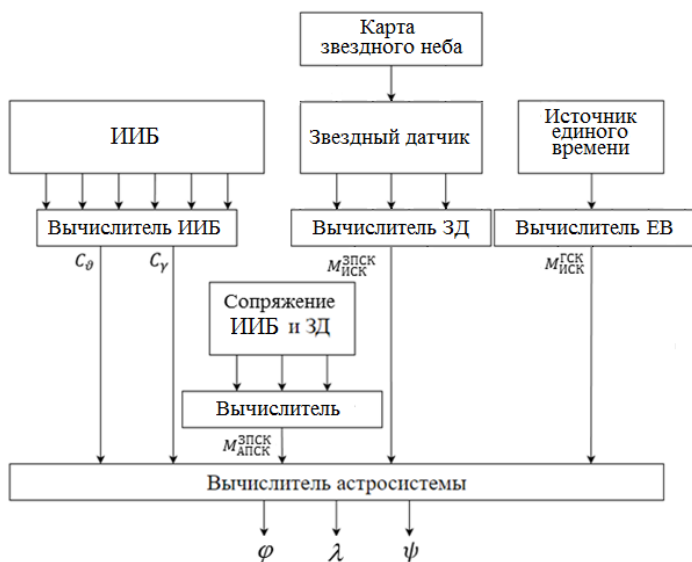 Карта
звездного неба
ИИБ
Звездный датчик
Источник
единого
времени
Вычислитель ИИБ
Вычислитель ЗД
Вычислитель ЕВ
C_ϑ
C_γ
M_ИСК^ЗПСК
M_ИСК^ГСК
Сопряжение
ИИБ и ЗД
Вычислитель
M_АПСК^ЗПСК
Вычислитель астросистемы
φ
λ
ψ